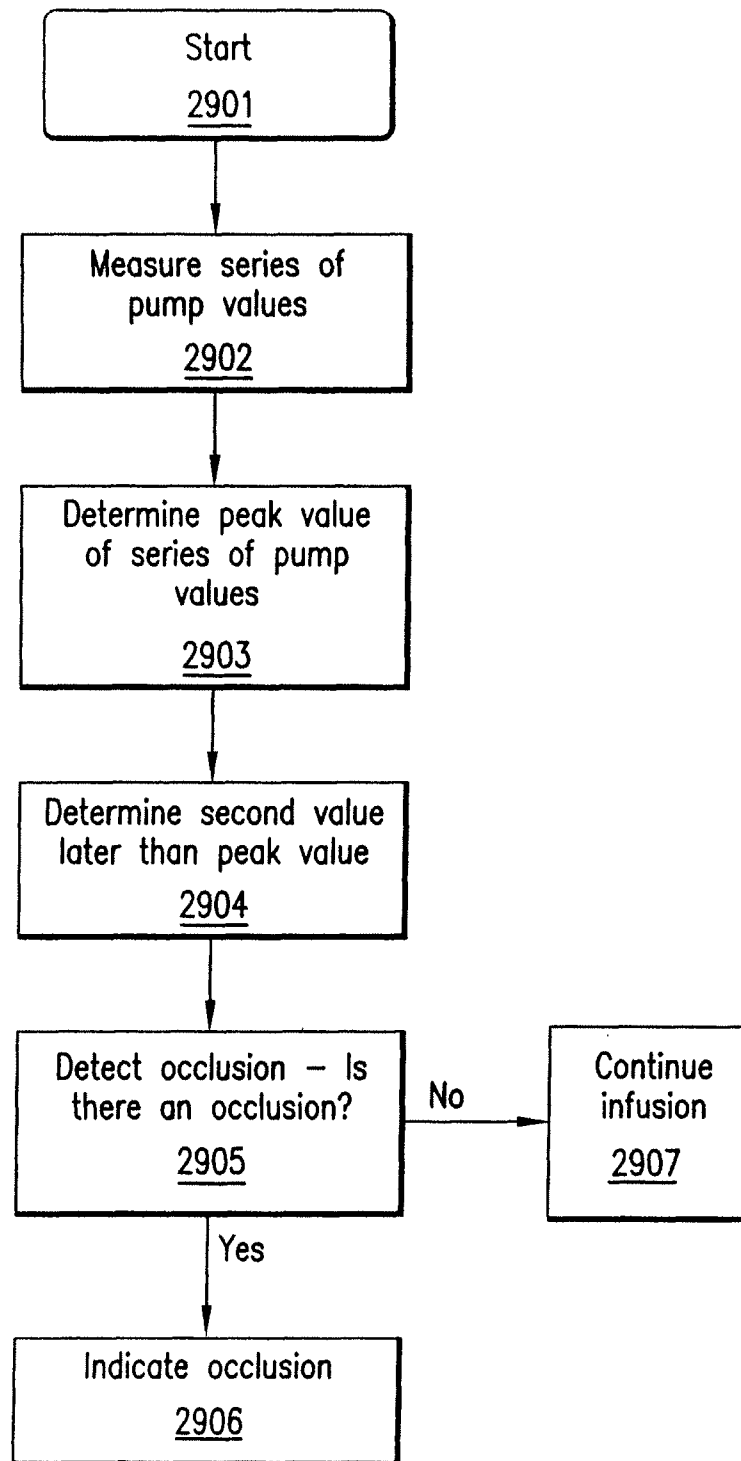 Start
2901
Measure series of
pump values
2902
Determine peak value
of series of pump
values
2903
Determine second value
later than peak value
2904
Detect occlusion – Is
there an occlusion?
2905
No
Continue
infusion
2907
Yes
Indicate occlusion
2906